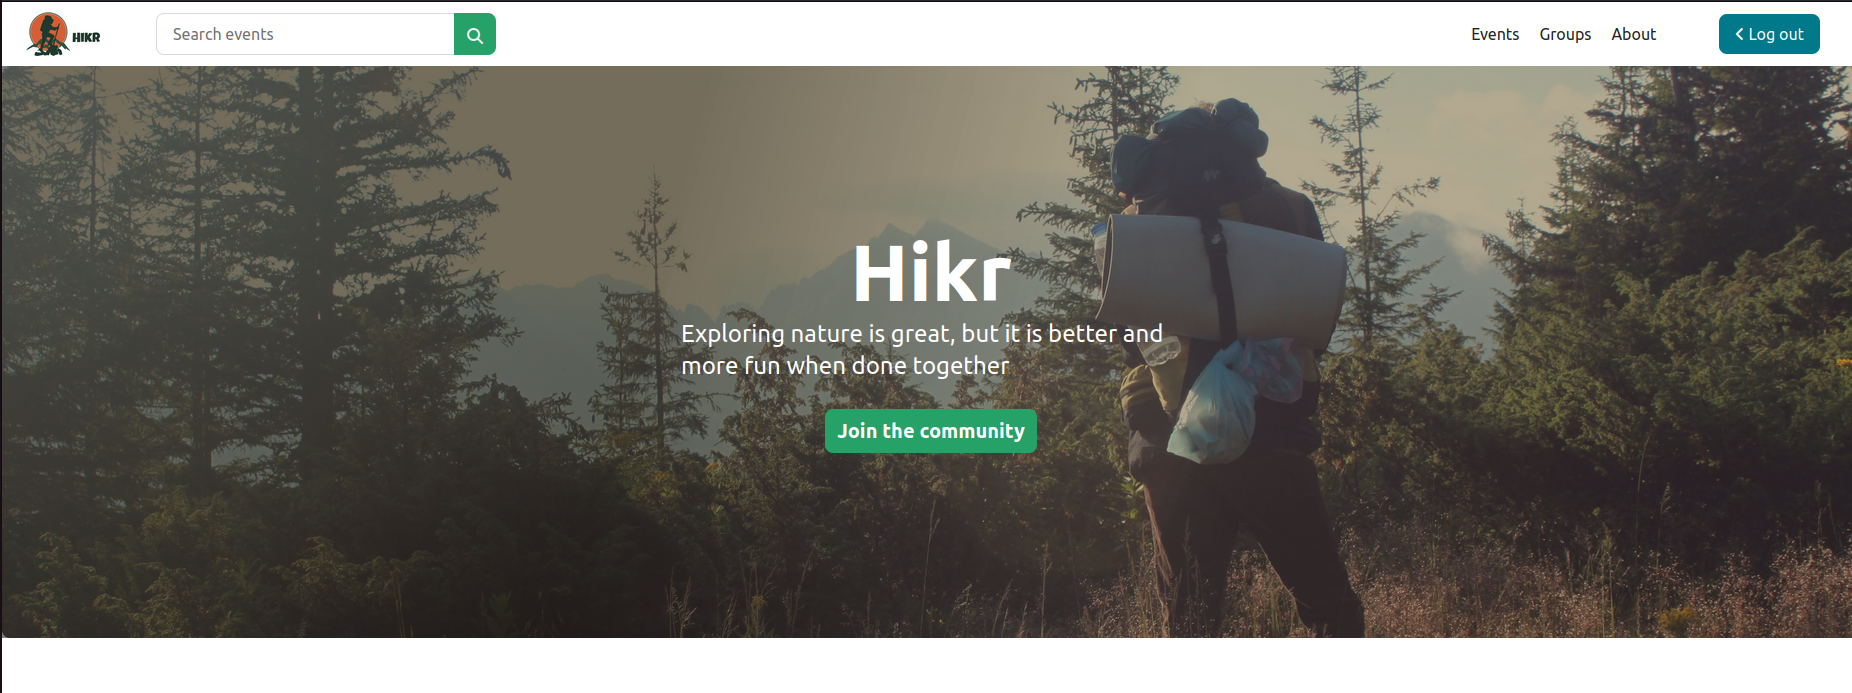 HIKR
Search events
Events
Groups
About
Log out
Hikr
Exploring nature is great, but it is better and
more fun when done together
Join the community